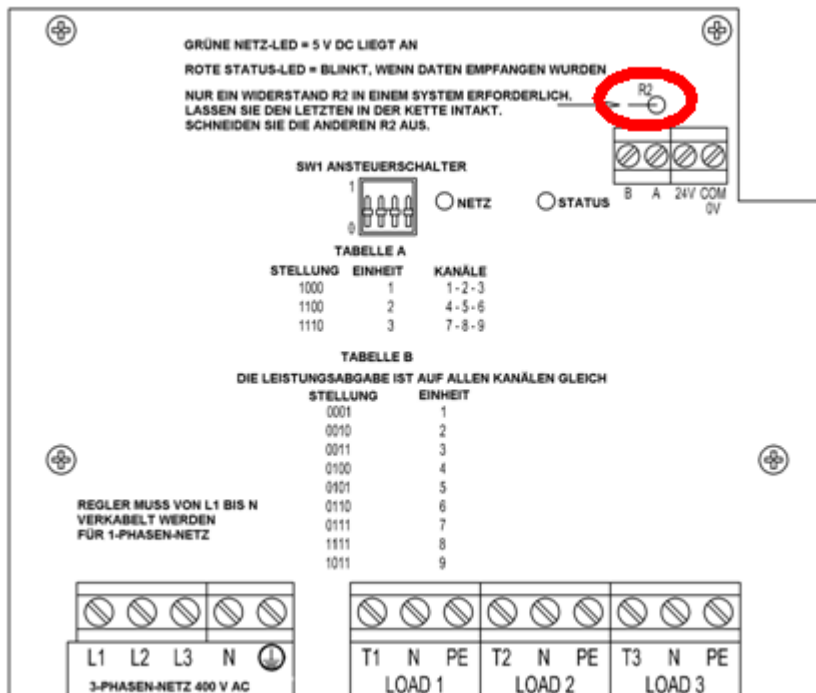 GRÜNE NETZ-LED = 5 V DC LIEGT AN
ROTE STATUS-LED = BLINKT, WENN DATEN EMPFANGEN WURDEN
NUR EIN WIDERSTAND R2 IN EINEM SYSTEM ERFORDERLICH.
LASSEN SIE DEN LETZTEN IN DER KETTE INTAKT.
SCHNEIDEN SIE DIE ANDEREN R2 AUS.
R2
B A 24V COM
0V
SW1 ANSTEUERSCHALTER
1
0
NETZ
STATUS
TABELLE A
STELLUNG EINHEIT KANÄLE
1000 1 1-2-3
1100 2 4-5-6
1110 3 7-8-9
TABELLE B
DIE LEISTUNGSABGABE IST AUF ALLEN KANÄLEN GLEICH
STELLUNG EINHEIT
0001 1
0010 2
0011 3
0100 4
0101 5
0110 6
0111 7
1111 8
1011 9
REGLER MUSS VON L1 BIS N
VERKABELT WERDEN
FÜR 1-PHASEN-NETZ
L1 L2 L3 N
3-PHASEN-NETZ 400 V AC
T1 N PE T2 N PE T3 N PE
LOAD 1 LOAD 2 LOAD 3